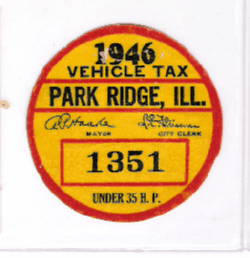 1946
VEHICLE TAX
PARK RIDGE, ILL.
MAYOR CITY CLERK
1351
UNDER 35 H. P.